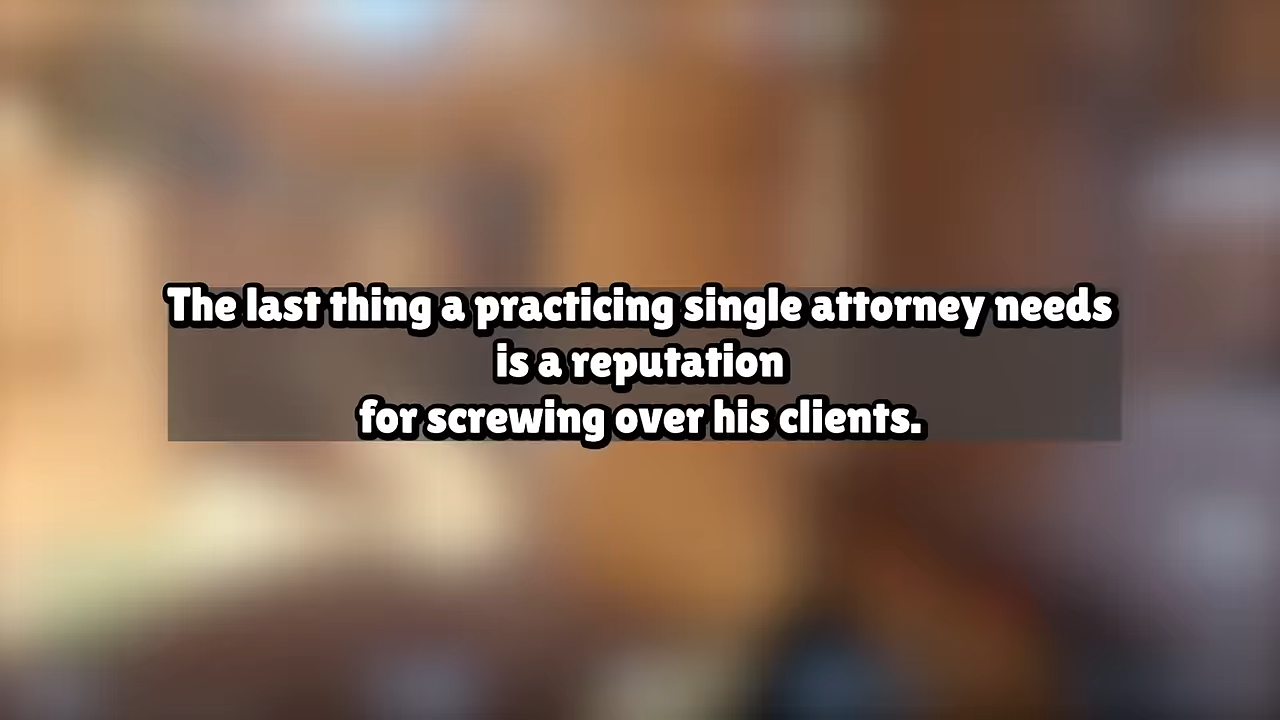 The last thing a practicing single attorney needs
is a reputation
for screwing over his clients.